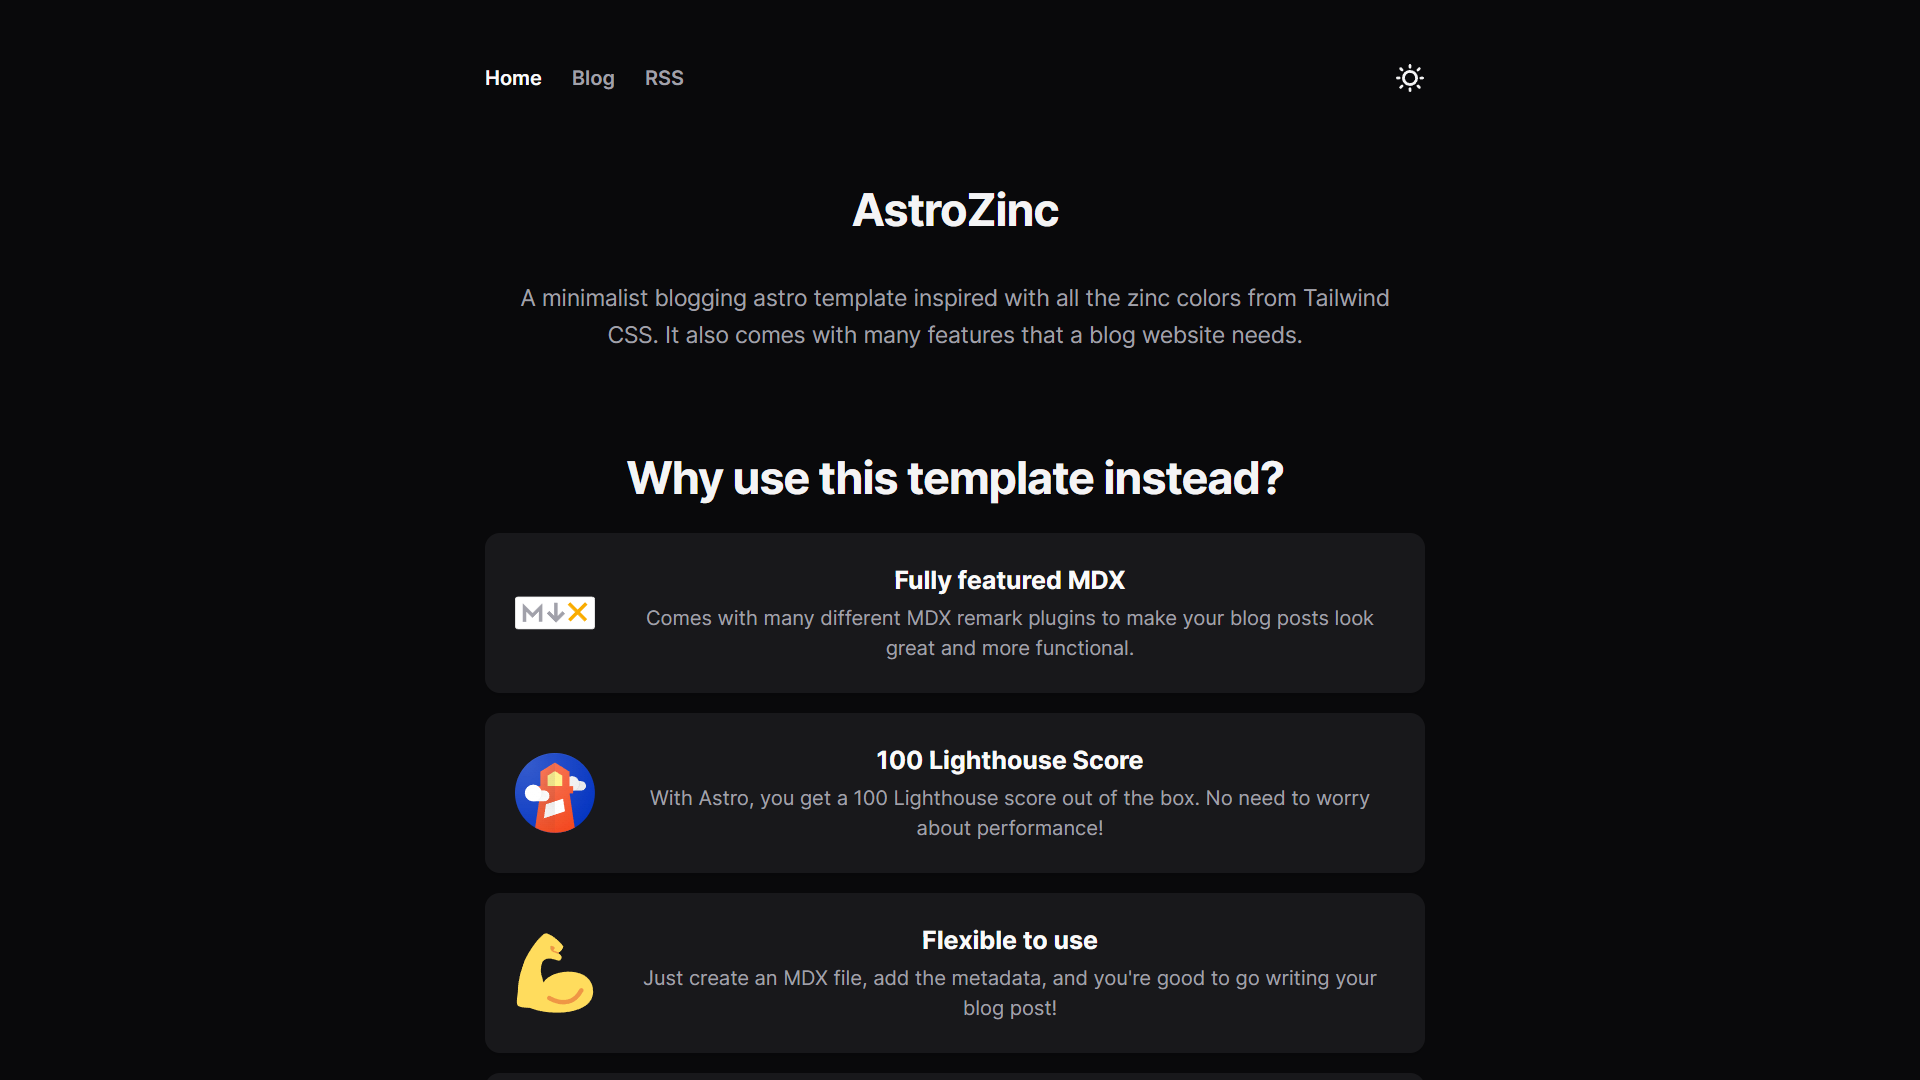 Home Blog RSS
AstroZinc
A minimalist blogging astro template inspired with all the zinc colors from Tailwind
CSS. It also comes with many features that a blog website needs.
Why use this template instead?
Fully featured MDX
Comes with many different MDX remark plugins to make your blog posts look
great and more functional.
100 Lighthouse Score
With Astro, you get a 100 Lighthouse score out of the box. No need to worry
about performance!
Flexible to use
Just create an MDX file, add the metadata, and you're good to go writing your
blog post!